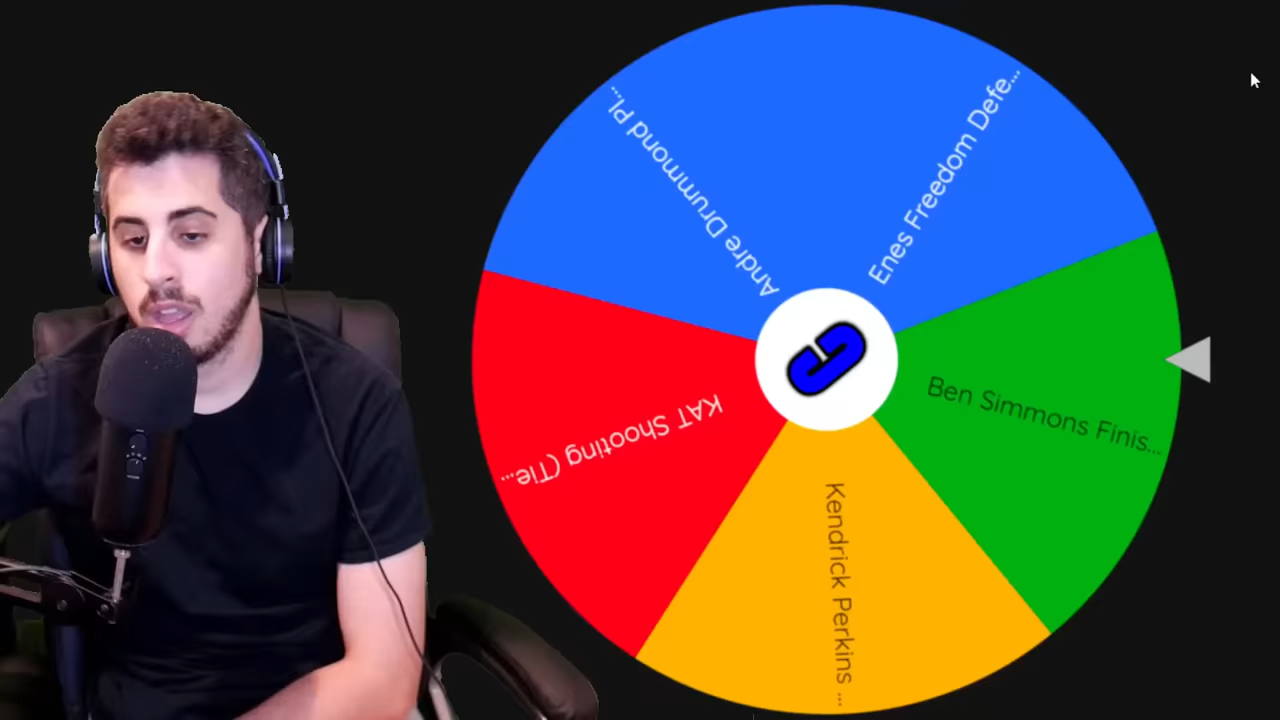 Andre Drummond Pl...
Enes Freedom Defe...
Ben Simmons Finis...
KAT Shooting (Tie...
Kendrick Perkins ...